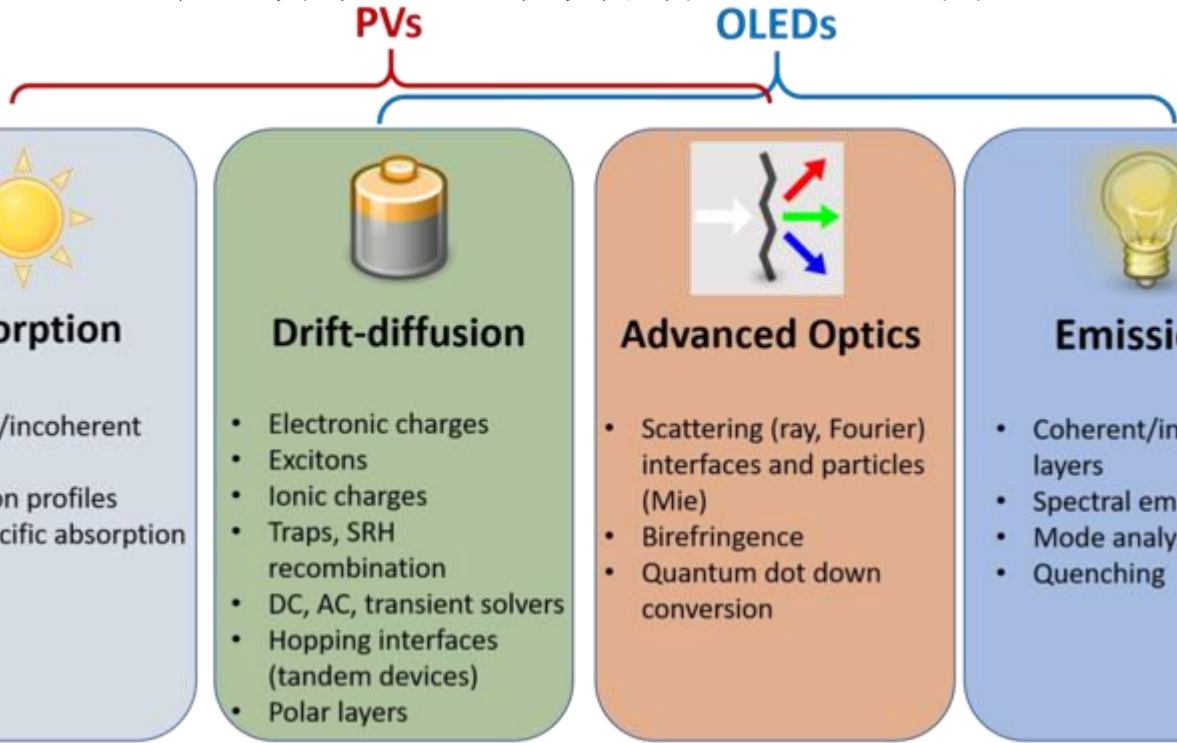 PVs
OLEDs
orption
/incoherent
on profiles
cific absorption
Drift-diffusion
• Electronic charges
• Excitons
• Ionic charges
• Traps, SRH
recombination
• DC, AC, transient solvers
• Hopping interfaces
(tandem devices)
• Polar layers
Advanced Optics
• Scattering (ray, Fourier)
interfaces and particles
(Mie)
• Birefringence
• Quantum dot down
conversion
Emissi
• Coherent/in
layers
• Spectral em
• Mode analy
• Quenching